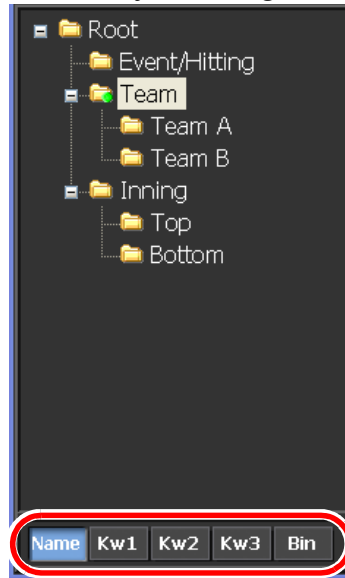 Root
Event/Hitting
Team
Team A
Team B
Inning
Top
Bottom
Name Kw1 Kw2 Kw3 Bin